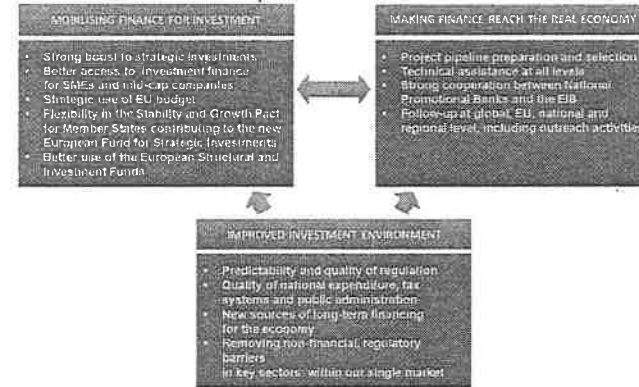 MOBILISING FINANCE FOR INVESTMENT
• Strong boost to strategic investments
• Better access to investment finance
for SMEs and mid-cap companies
• Strategic use of EU budget
• Flexibility in the Stability and Growth Pact
for Member States contributing to the new
European Fund for Strategic Investments
• Better use of the European Structural and
Investment Funds
MAKING FINANCE REACH THE REAL ECONOMY
• Project pipeline preparation and selection
• Technical assistance at all levels
• Strong cooperation between National
Promotional Banks and the EIB
• Follow-up at global, EU, national and
regional level, including outreach activities
IMPROVED INVESTMENT ENVIRONMENT
• Predictability and quality of regulation
• Quality of national expenditure, tax
systems and public administration
• New sources of long-term financing
for the economy
• Removing non-financial, regulatory
barriers
in key sectors within our single market